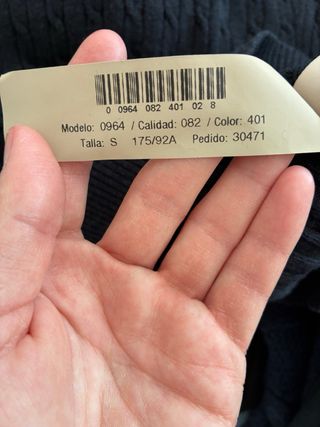 0 0964 082 401 02 8
Modelo: 0964 / Calidad: 082 / Color: 401
Talla: S 175/92A Pedido: 30471